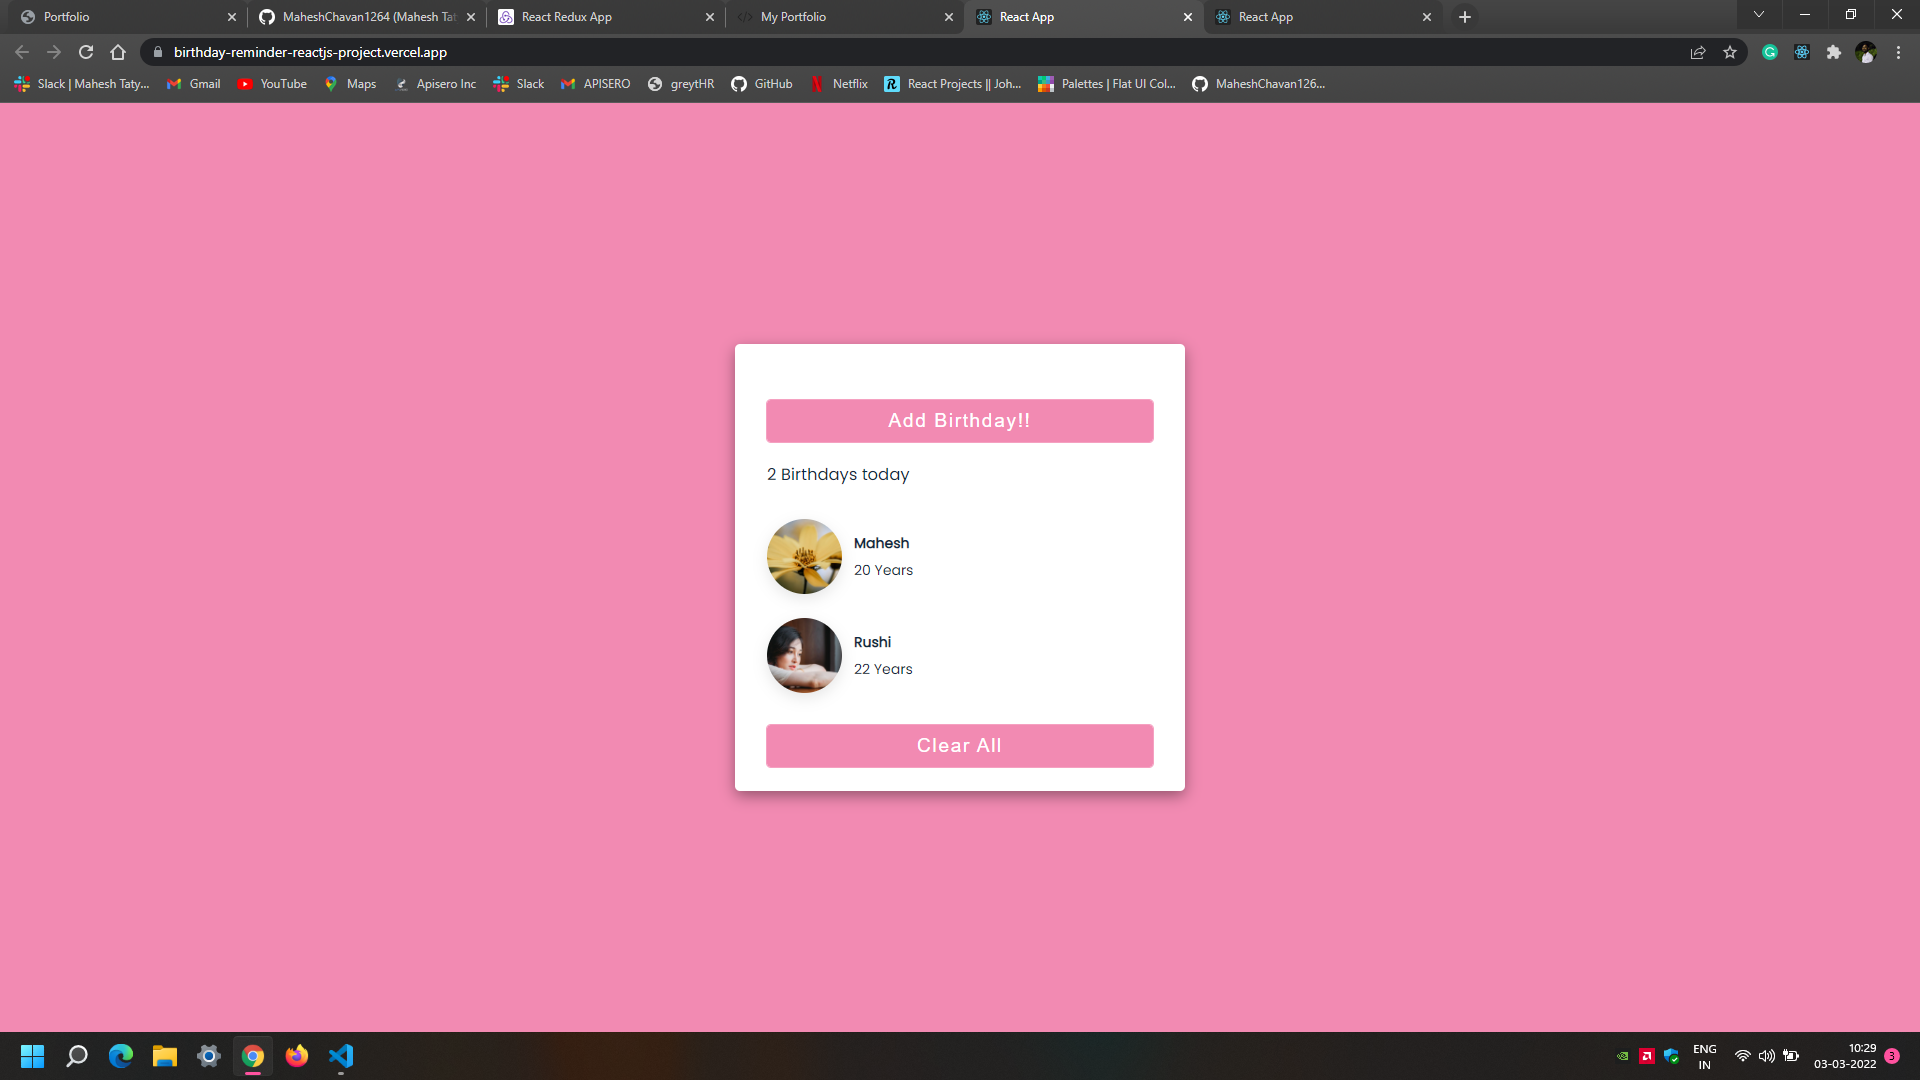 Portfolio
MaheshChavan1264 (Mahesh Tat
React Redux App
My Portfolio
React App
React App
birthday-reminder-reactjs-project.vercel.app
Slack | Mahesh Taty...
Gmail
YouTube
Maps
Apisero Inc
Slack
APISERO
greytHR
GitHub
Netflix
React Projects || Joh...
Palettes | Flat UI Col...
MaheshChavan126...
Add Birthday!!
2 Birthdays today
Mahesh
20 Years
Rushi
22 Years
Clear All
ENG
IN
10:29
03-03-2022
3